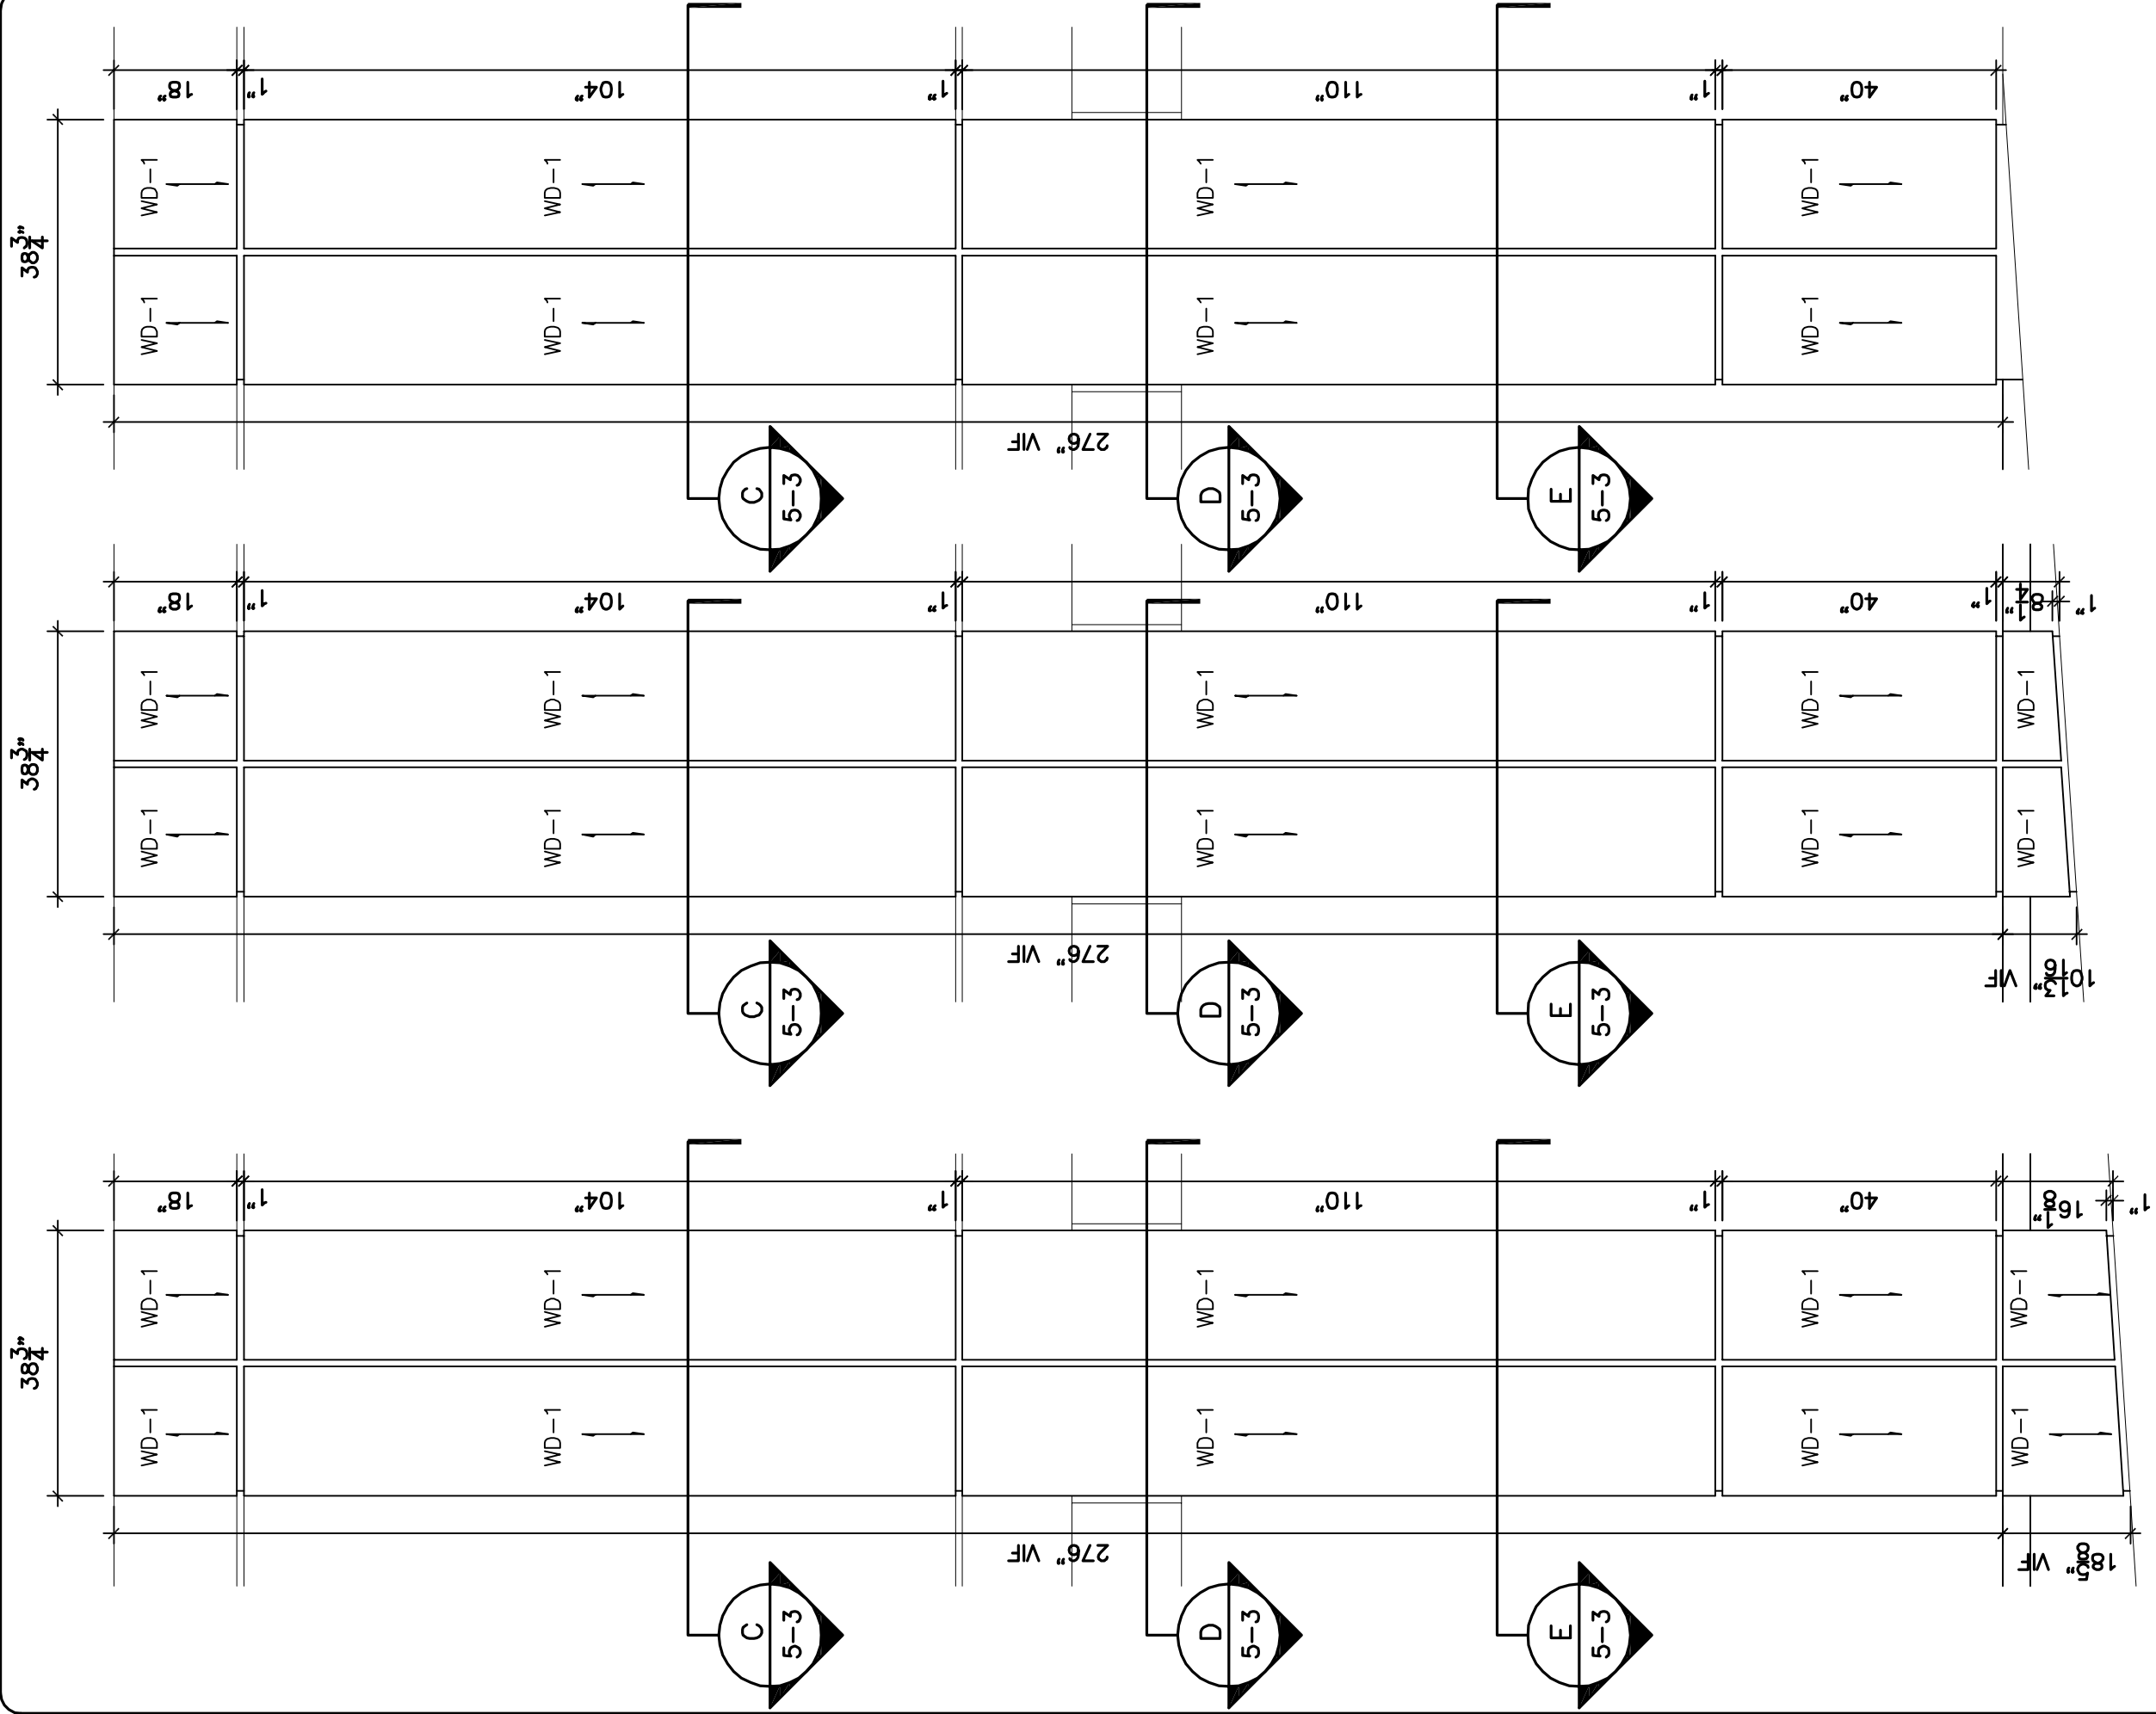 18" 1" 104" 1" 110" 1" 40"
38 3/4"
WD-1 WD-1 WD-1 WD-1
WD-1 WD-1 WD-1 WD-1
276" VIF
C D E
5-3 5-3 5-3
18" 1" 104" 1" 110" 1" 40" 1" 8 1/4" 1"
38 3/4"
WD-1 WD-1 WD-1 WD-1 WD-1
WD-1 WD-1 WD-1 WD-1 WD-1
276" VIF 10 13/16" VIF
C D E
5-3 5-3 5-3
18" 1" 104" 1" 110" 1" 40" 16 1/8" 1"
38 3/4"
WD-1 WD-1 WD-1 WD-1 WD-1
WD-1 WD-1 WD-1 WD-1 WD-1
276" VIF 18 5/8" VIF
C D E
5-3 5-3 5-3